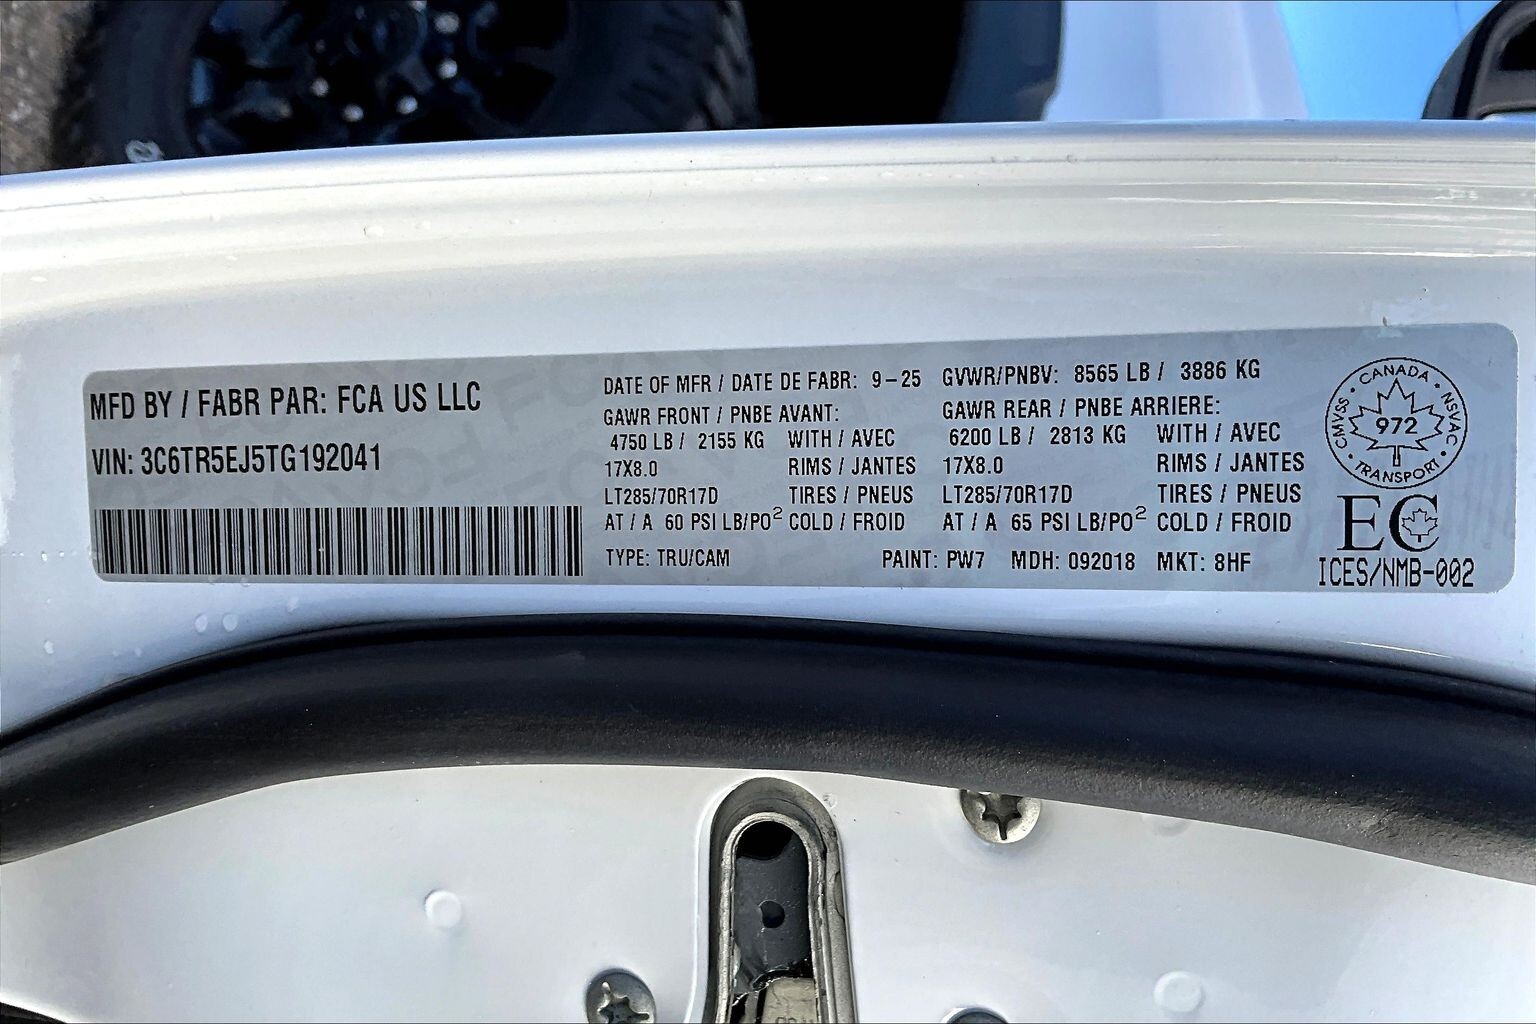 MFD BY / FABR PAR: FCA US LLC
VIN: 3C6TR5EJ5TG192041
DATE OF MFR / DATE DE FABR: 9-25
GAWR FRONT / PNBE AVANT:
4750 LB / 2155 KG WITH / AVEC
17X8.0 RIMS / JANTES
LT285/70R17D TIRES / PNEUS
AT / A 60 PSI LB/PO² COLD / FROID
TYPE: TRU/CAM
GVWR/PNBV: 8565 LB / 3886 KG
GAWR REAR / PNBE ARRIERE:
6200 LB / 2813 KG WITH / AVEC
17X8.0 RIMS / JANTES
LT285/70R17D TIRES / PNEUS
AT / A 65 PSI LB/PO² COLD / FROID
PAINT: PW7 MDH: 092018 MKT: 8HF
CMVSS · CANADA · NSVAC · TRANSPORT ·
972
EC
ICES/NMB-002